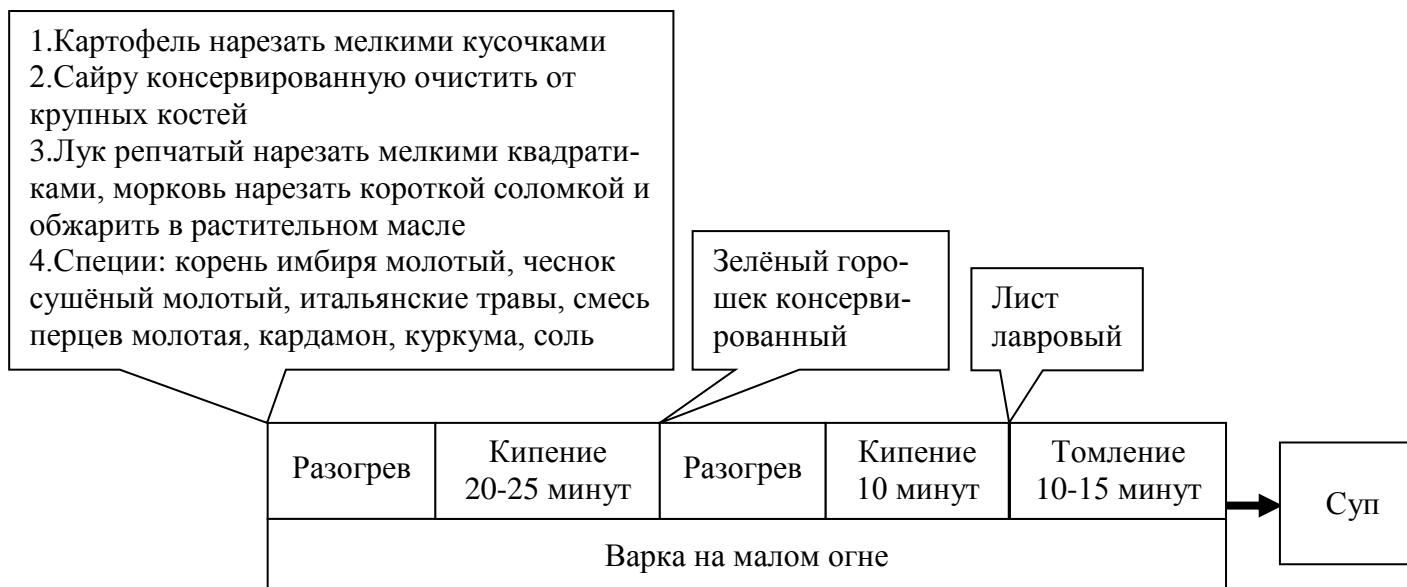 1.Картофель нарезать мелкими кусочками
2.Сайру консервированную очистить от
крупных костей
3.Лук репчатый нарезать мелкими квадрати-
ками, морковь нарезать короткой соломкой и
обжарить в растительном масле
4.Специи: корень имбиря молотый, чеснок
сушёный молотый, итальянские травы, смесь
перцев молотая, кардамон, куркума, соль
Зелёный горо-
шек консерви-
рованный
Лист
лавровый
Разогрев
Кипение
20-25 минут
Разогрев
Кипение
10 минут
Томление
10-15 минут
Суп
Варка на малом огне